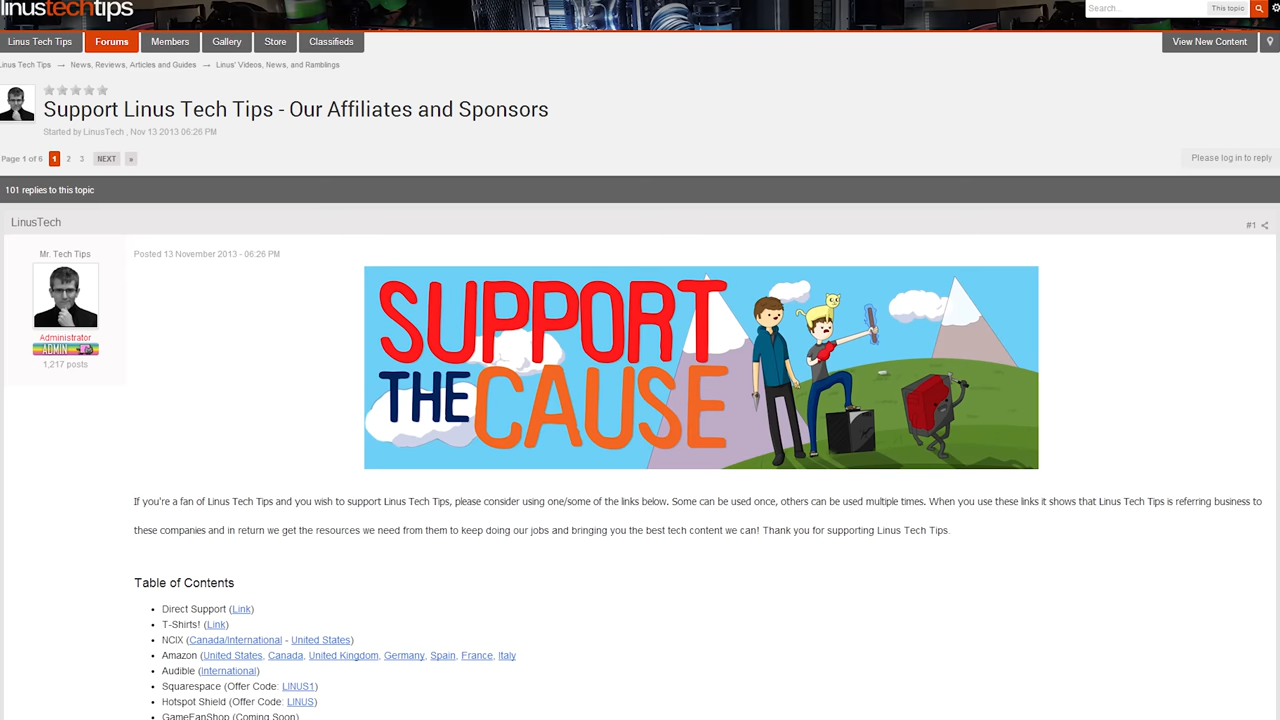 linustechtips
Search... This topic
Linus Tech Tips Forums Members Gallery Store Classifieds View New Content
Linus Tech Tips → News, Reviews, Articles and Guides → Linus' Videos, News, and Ramblings
Support Linus Tech Tips - Our Affiliates and Sponsors
Started by LinusTech , Nov 13 2013 06:26 PM
Page 1 of 6 1 2 3 NEXT »
Please log in to reply
101 replies to this topic
LinusTech
#1
Mr. Tech Tips
Posted 13 November 2013 - 06:26 PM
Administrator
ADMIN
1,217 posts
SUPPORT
THE CAUSE
If you're a fan of Linus Tech Tips and you wish to support Linus Tech Tips, please consider using one/some of the links below. Some can be used once, others can be used multiple times. When you use these links it shows that Linus Tech Tips is referring business to
these companies and in return we get the resources we need from them to keep doing our jobs and bringing you the best tech content we can! Thank you for supporting Linus Tech Tips.
Table of Contents
• Direct Support (Link)
• T-Shirts! (Link)
• NCIX (Canada/International - United States)
• Amazon (United States, Canada, United Kingdom, Germany, Spain, France, Italy
• Audible (International)
• Squarespace (Offer Code: LINUS1)
• Hotspot Shield (Offer Code: LINUS)
• GameFanShop (Coming Soon)